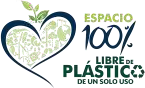 ESPACIO
100%
LIBRE DE
PLÁSTICO
DE UN SOLO USO